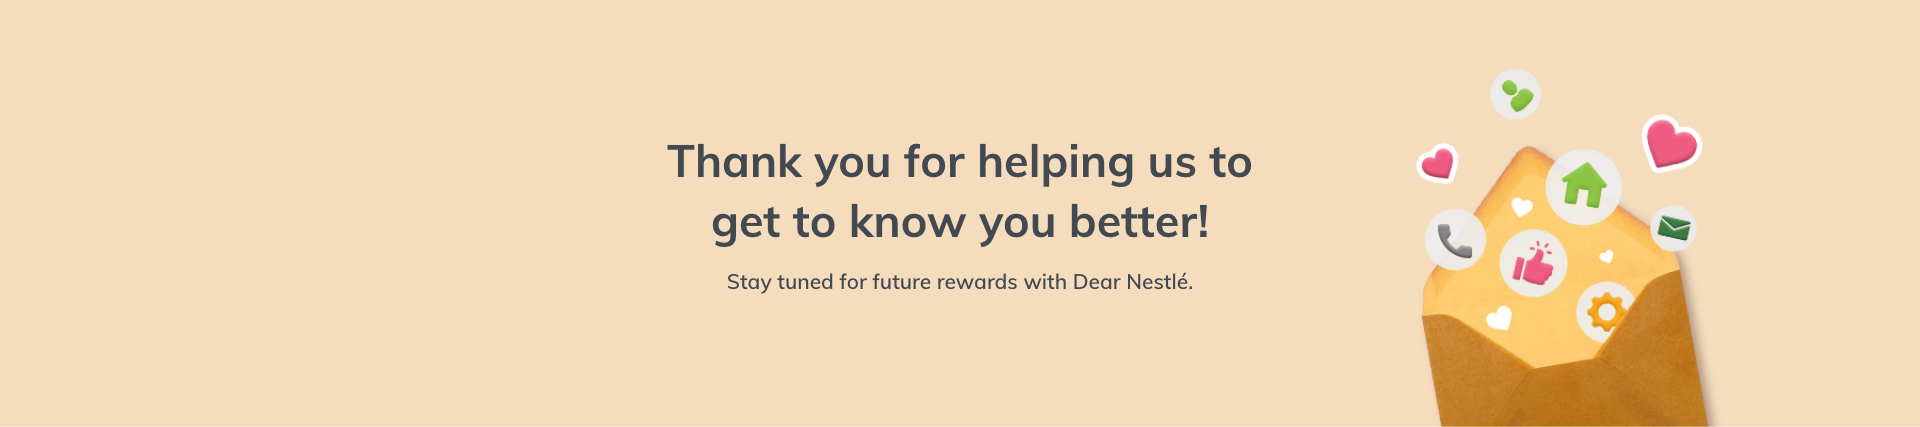 Thank you for helping us to
get to know you better!
Stay tuned for future rewards with Dear Nestlé.